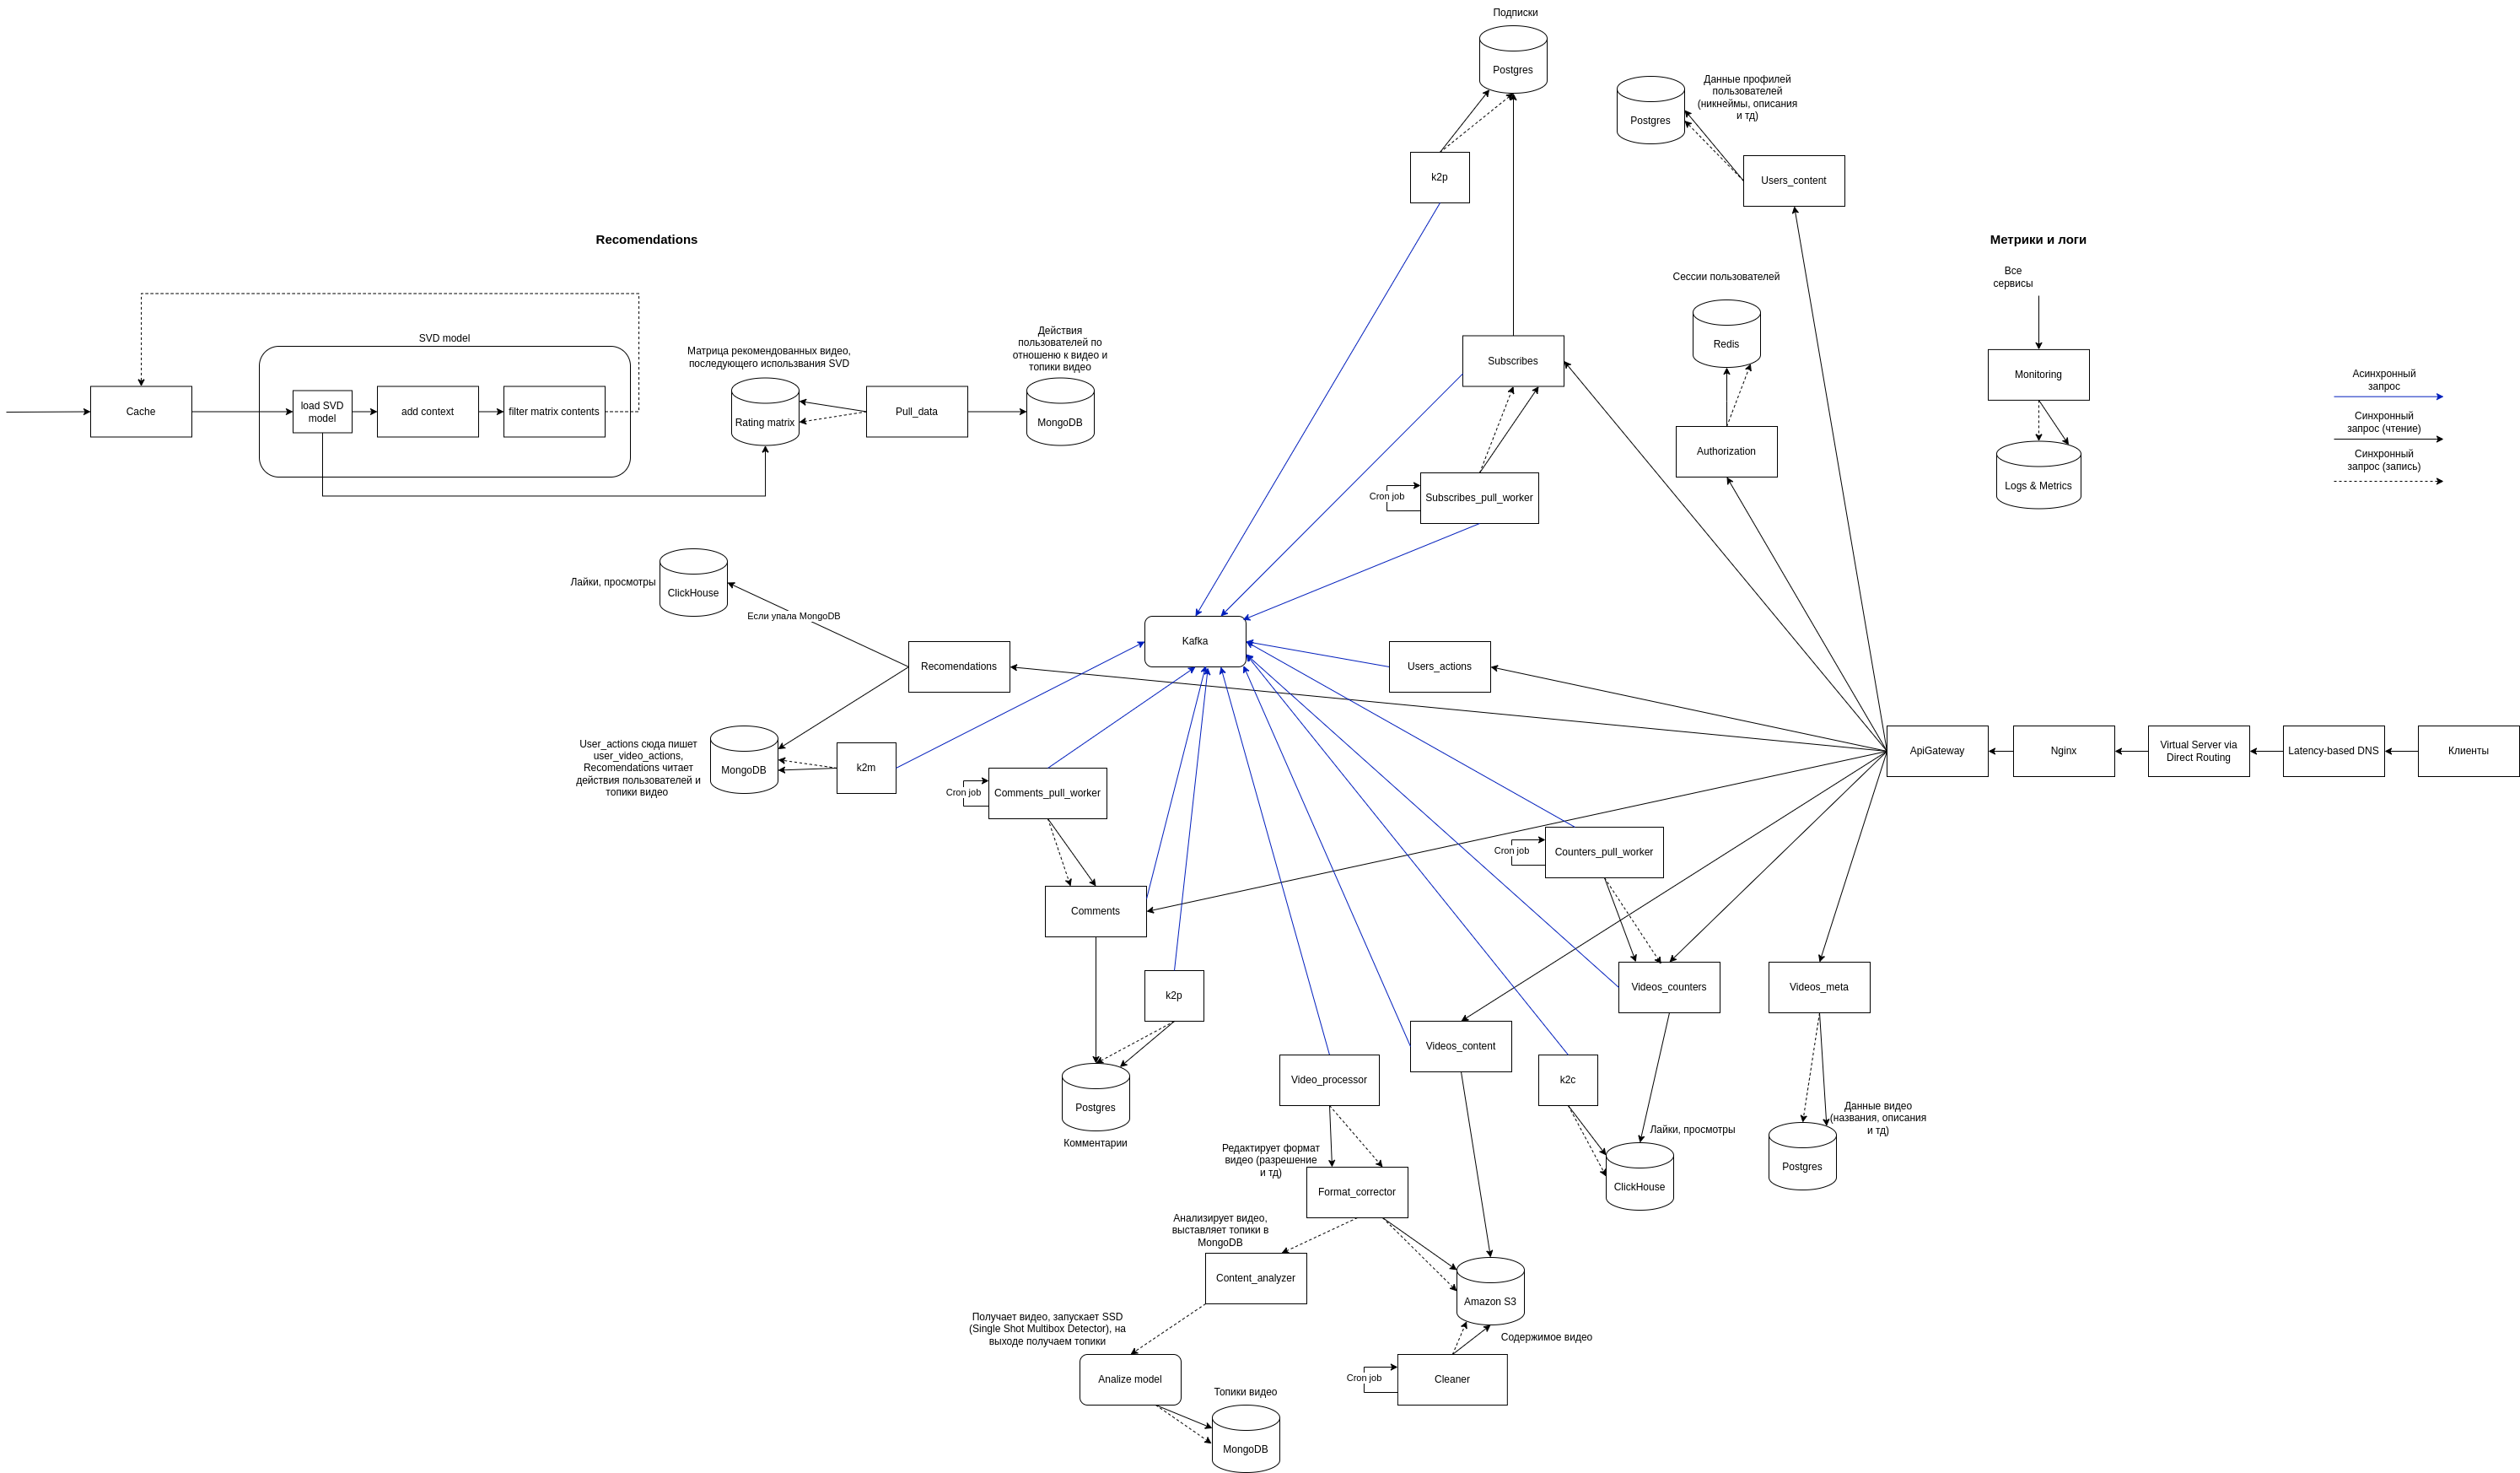 Подписки
Postgres
Данные профилей
пользователей
(никнеймы, описания
и тд)
Postgres
k2p
Users_content
Recomendations
Метрики и логи
Все
сервисы
Сессии пользователей
Redis
SVD model
Матрица рекомендованных видео,
последующего использвания SVD
Действия
пользователей по
отношению к видео и
топики видео
Cache
load SVD
model
add context
filter matrix contents
Rating matrix
Pull_data
MongoDB
Subscribes
Monitoring
Асинхронный
запрос
Синхронный
запрос (чтение)
Синхронный
запрос (запись)
Authorization
Logs & Metrics
Cron job
Subscribes_pull_worker
Лайки, просмотры
ClickHouse
Если упала MongoDB
Kafka
Recomendations
Users_actions
User_actions сюда пишет
user_video_actions,
Recomendations читает
действия пользователей и
топики видео
MongoDB
k2m
ApiGateway
Nginx
Virtual Server via
Direct Routing
Latency-based DNS
Клиенты
Cron job
Comments_pull_worker
Cron job
Counters_pull_worker
Comments
k2p
Videos_counters
Videos_meta
Videos_content
Video_processor
k2c
Postgres
Комментарии
Данные видео
(названия, описания
и тд)
Лайки, просмотры
Postgres
ClickHouse
Редактирует формат
видео (разрешение
и тд)
Format_corrector
Анализирует видео,
выставляет топики в
MongoDB
Content_analyzer
Amazon S3
Содержимое видео
Получает видео, запускает SSD
(Single Shot Multibox Detector), на
выходе получаем топики
Analize model
Cron job
Cleaner
Топики видео
MongoDB